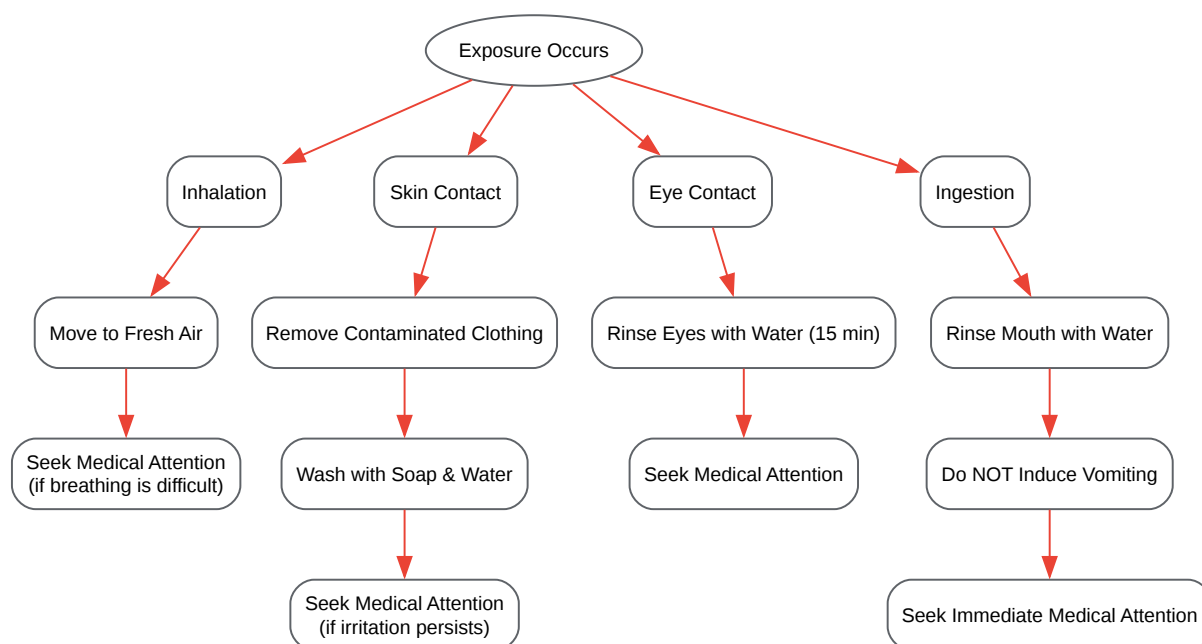 Exposure Occurs
Inhalation
Skin Contact
Eye Contact
Ingestion
Move to Fresh Air
Remove Contaminated Clothing
Rinse Eyes with Water (15 min)
Rinse Mouth with Water
Seek Medical Attention
(if breathing is difficult)
Wash with Soap & Water
Seek Medical Attention
Do NOT Induce Vomiting
Seek Medical Attention
(if irritation persists)
Seek Immediate Medical Attention